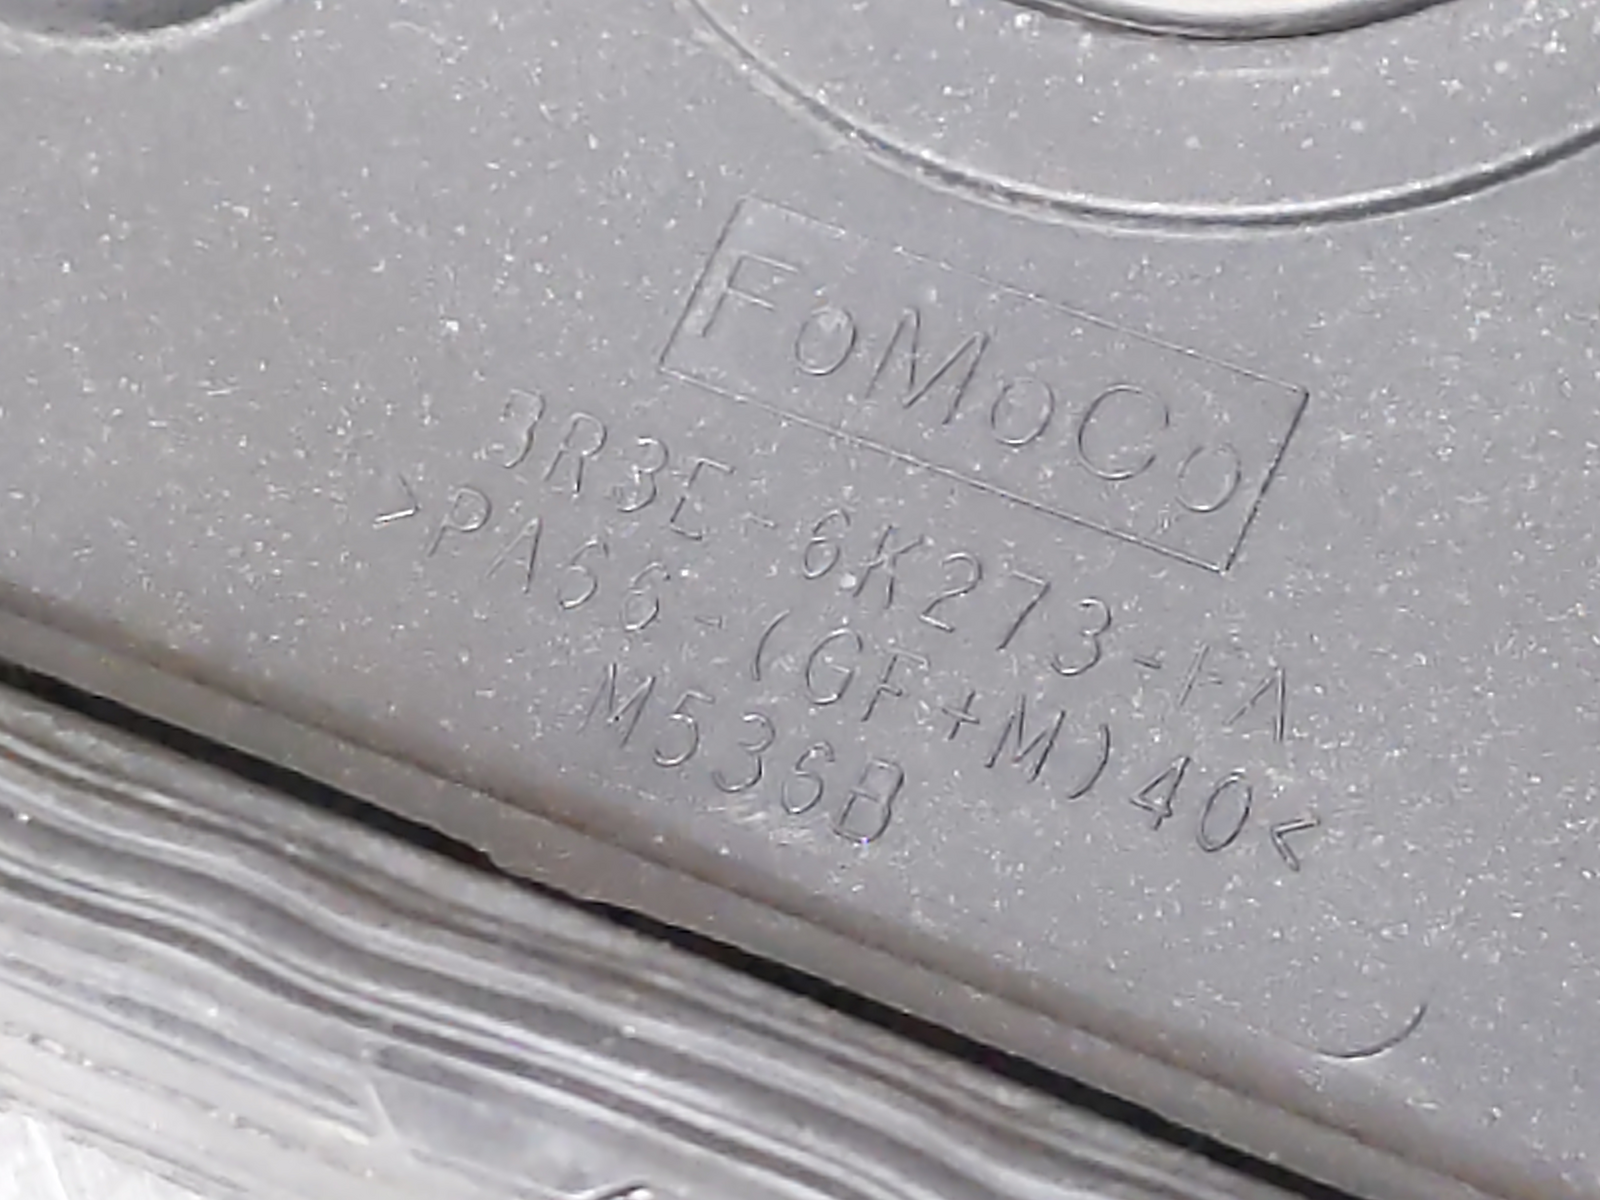 FoMoCo
3R3E-6K273-FA
>PA66-(GF+M)40<
M536B